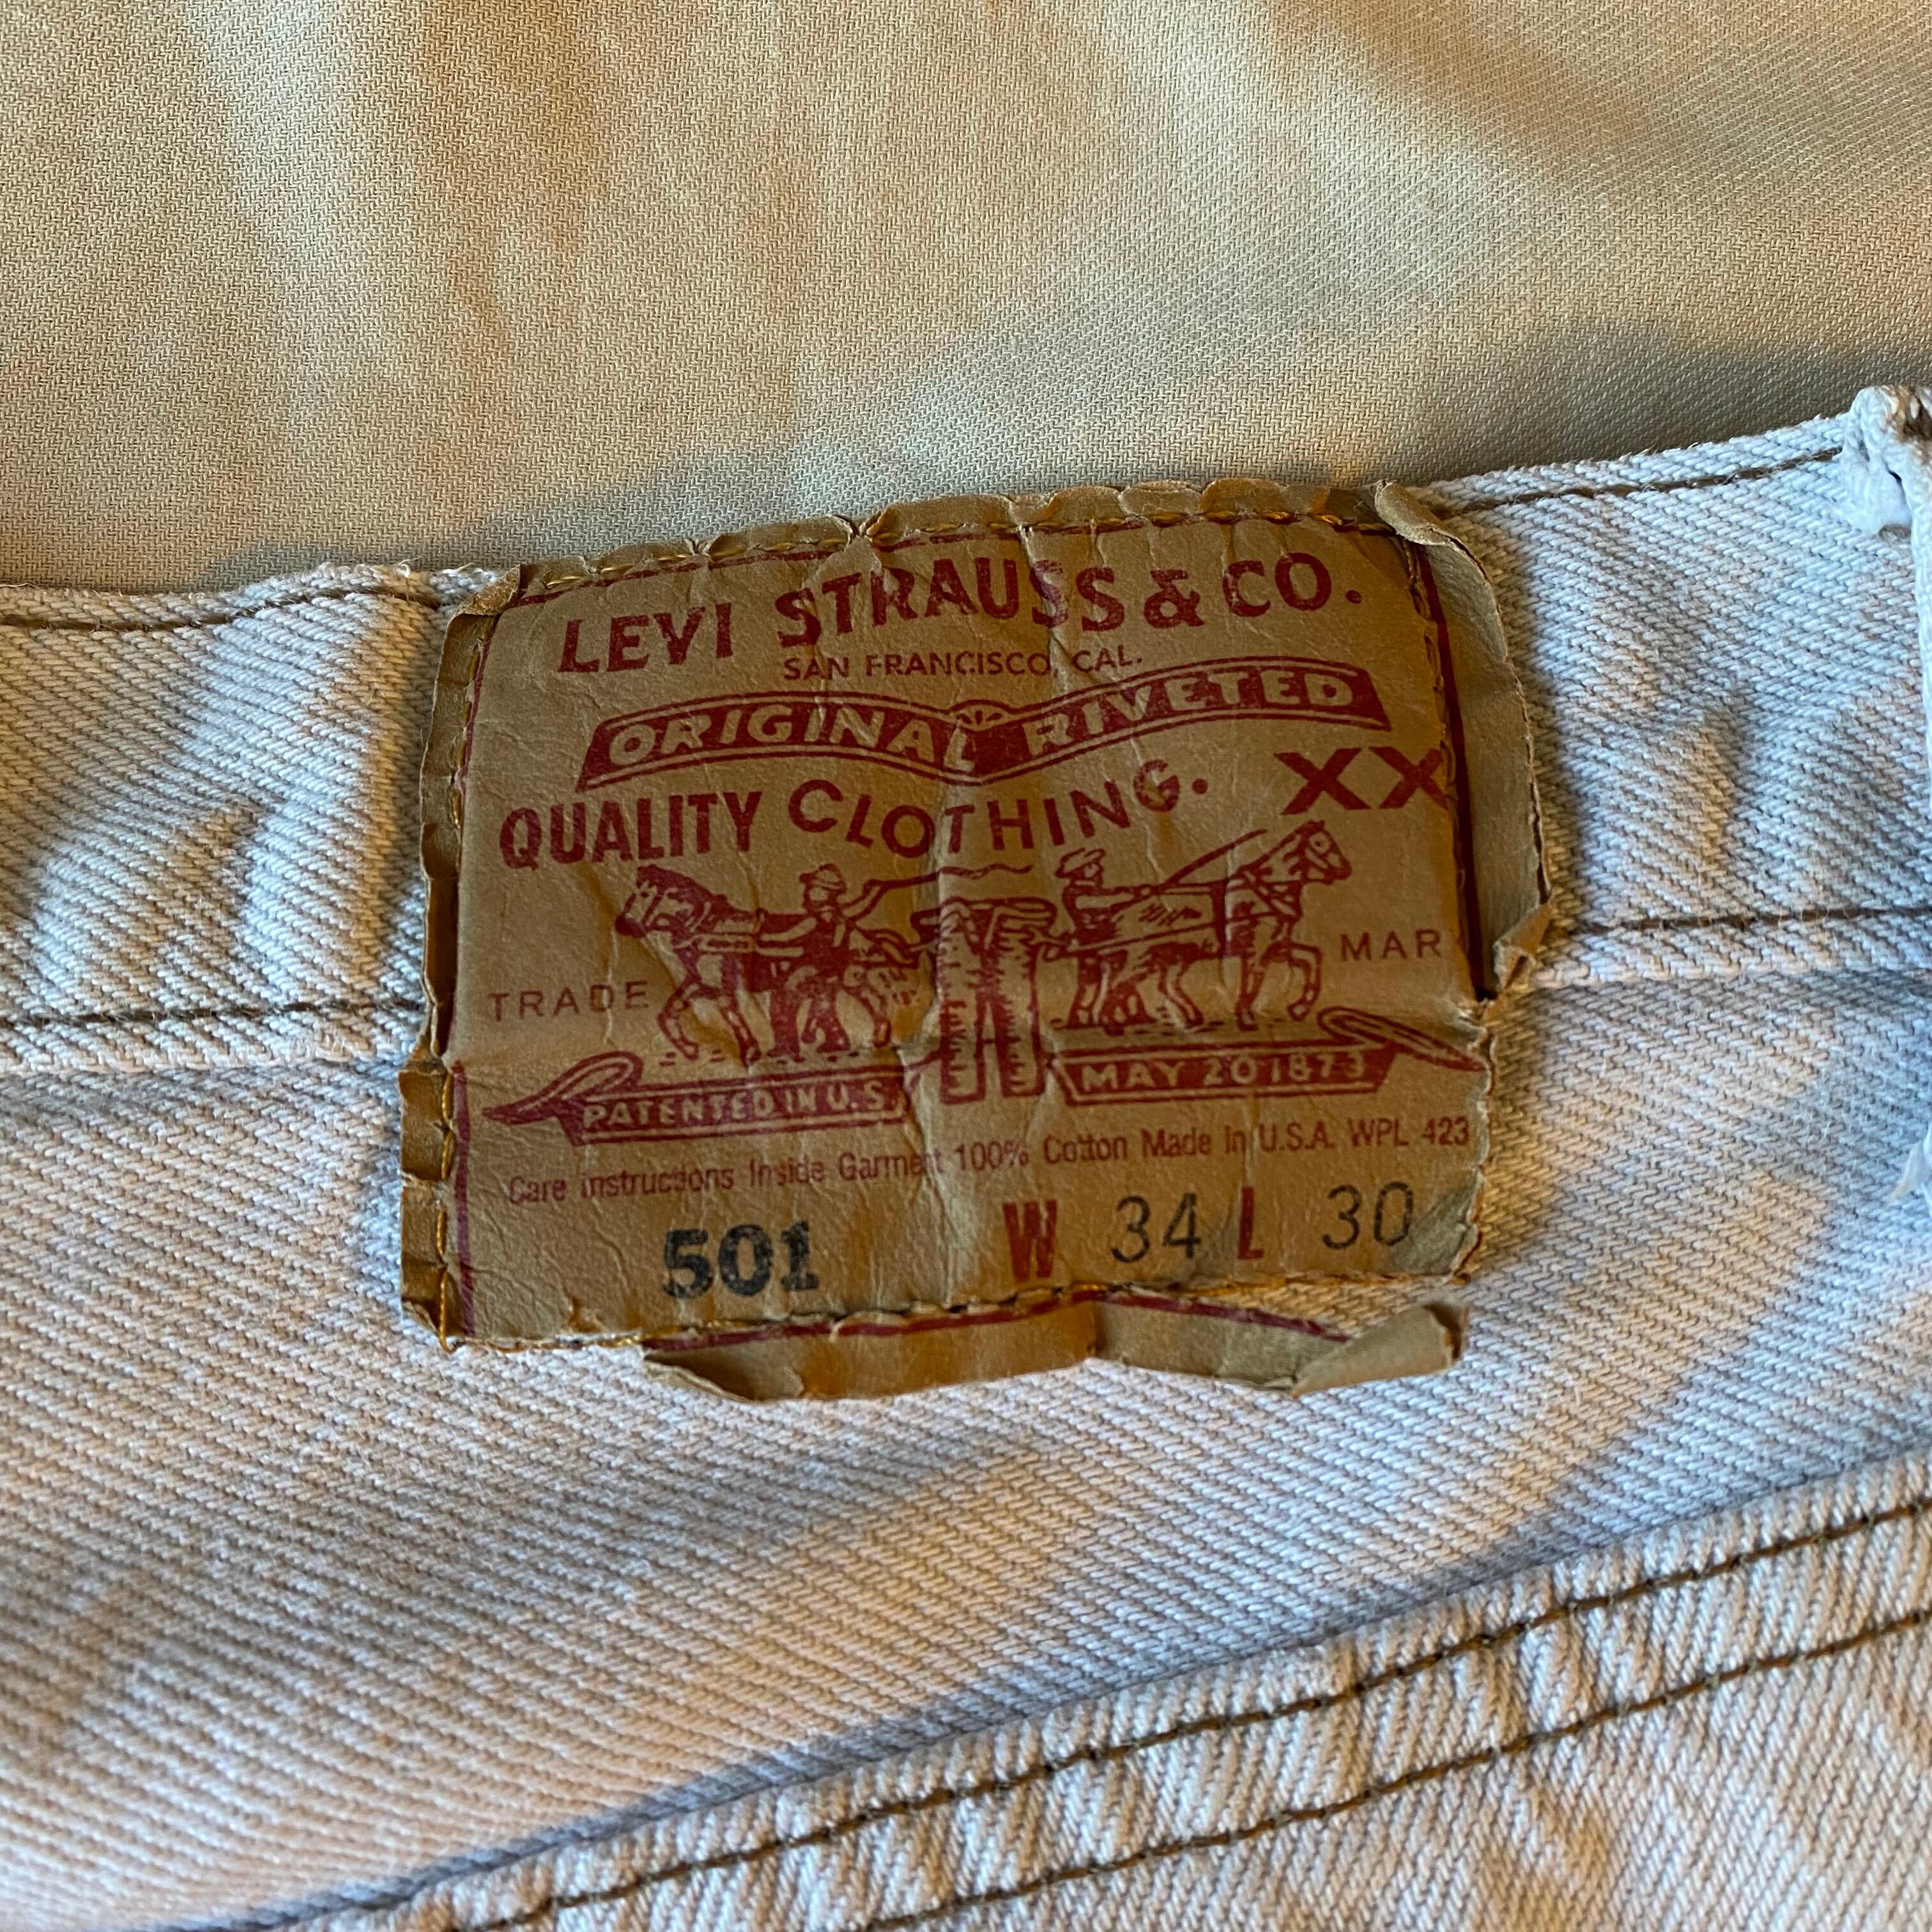 LEVI STRAUSS & CO.
SAN FRANCISCO, CAL.
ORIGINAL RIVETED
QUALITY CLOTHING. XX
TRADE MAR
PATENTED IN U.S. MAY 20 1873
Care instructions Inside Garment 100% Cotton Made in U.S.A. WPL 423
501 W 34 L 30